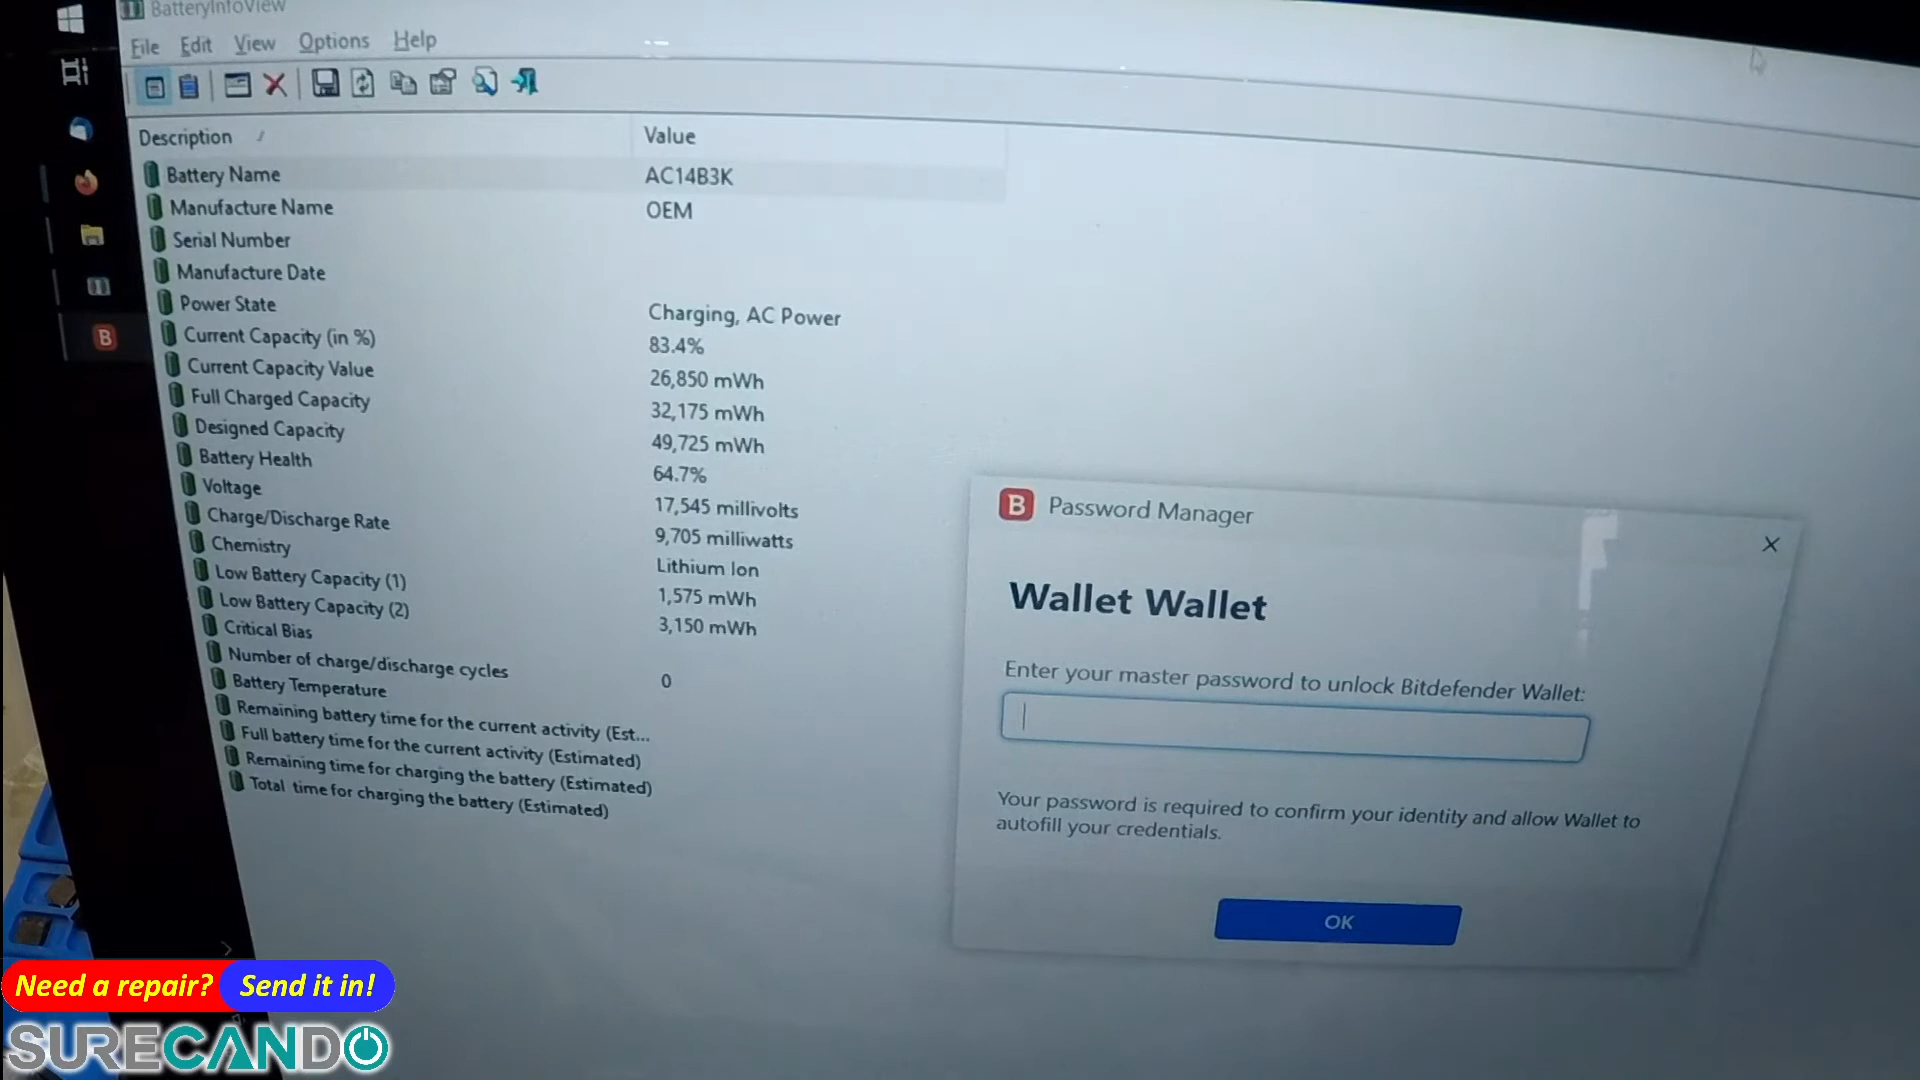 BatteryInfoView
File Edit View Options Help
Description Value
Battery Name AC14B3K
Manufacture Name OEM
Serial Number
Manufacture Date
Power State Charging, AC Power
Current Capacity (in %) 83.4%
Current Capacity Value 26,850 mWh
Full Charged Capacity 32,175 mWh
Designed Capacity 49,725 mWh
Battery Health 64.7%
Voltage 17,545 millivolts
Charge/Discharge Rate 9,705 milliwatts
Chemistry Lithium Ion
Low Battery Capacity (1) 1,575 mWh
Low Battery Capacity (2) 3,150 mWh
Critical Bias
Number of charge/discharge cycles 0
Battery Temperature
Remaining battery time for the current activity (Est...
Full battery time for the current activity (Estimated)
Remaining time for charging the battery (Estimated)
Total time for charging the battery (Estimated)
B Password Manager
Wallet Wallet
Enter your master password to unlock Bitdefender Wallet:
Your password is required to confirm your identity and allow Wallet to
autofill your credentials.
OK
B
Need a repair? Send it in!
SURECANDO